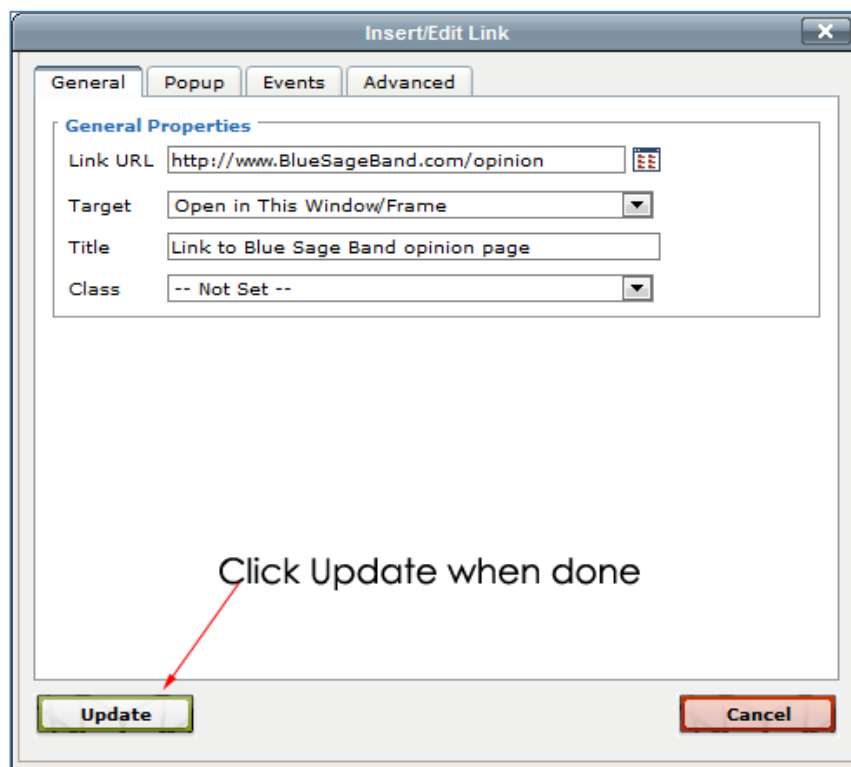 Insert/Edit Link
General Popup Events Advanced
General Properties
Link URL http://www.BlueSageBand.com/opinion
Target Open in This Window/Frame
Title Link to Blue Sage Band opinion page
Class -- Not Set --
Click Update when done
Update Cancel